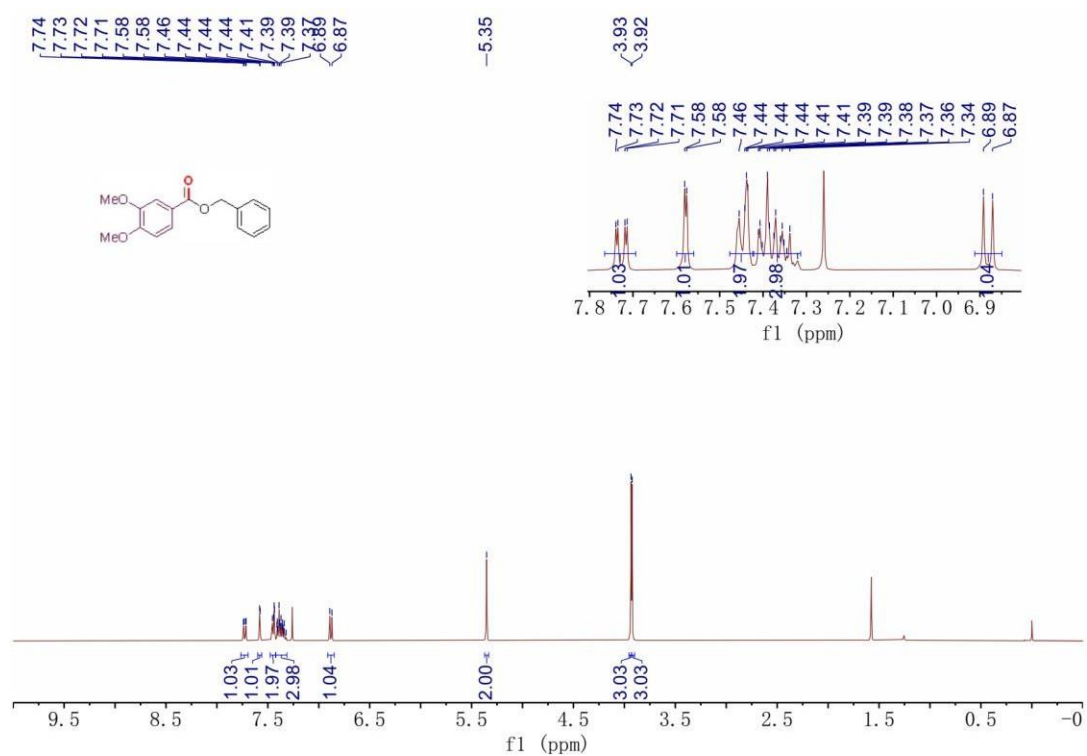 7.74 7.73 7.72 7.71 7.58 7.58 7.46 7.44 7.44 7.44 7.41 7.39 7.39 7.37 6.89 6.87 5.35 3.93 3.92
7.74 7.73 7.72 7.71 7.58 7.58 7.46 7.44 7.44 7.44 7.41 7.41 7.39 7.39 7.38 7.37 7.36 7.34 6.89 6.87
O
MeO O
MeO
1.03 1.01 1.97 2.98 1.04
7.8 7.7 7.6 7.5 7.4 7.3 7.2 7.1 7.0 6.9
f1 (ppm)
1.03 1.01 1.97 2.98 1.04 2.00 3.03 3.03
9.5 8.5 7.5 6.5 5.5 4.5 3.5 2.5 1.5 0.5 -0
f1 (ppm)